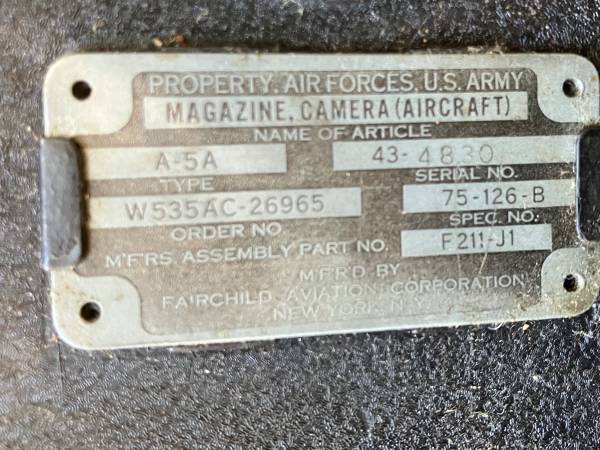 PROPERTY, AIR FORCES, U.S. ARMY
MAGAZINE, CAMERA (AIRCRAFT)
NAME OF ARTICLE
A-5A 43-4830
TYPE SERIAL NO.
W535AC-26965 75-126-B
ORDER NO. SPEC. NO.
M'F'RS. ASSEMBLY PART NO. F211-J1
M'F'R'D BY
FAIRCHILD AVIATION CORPORATION
NEW YORK, N.Y.